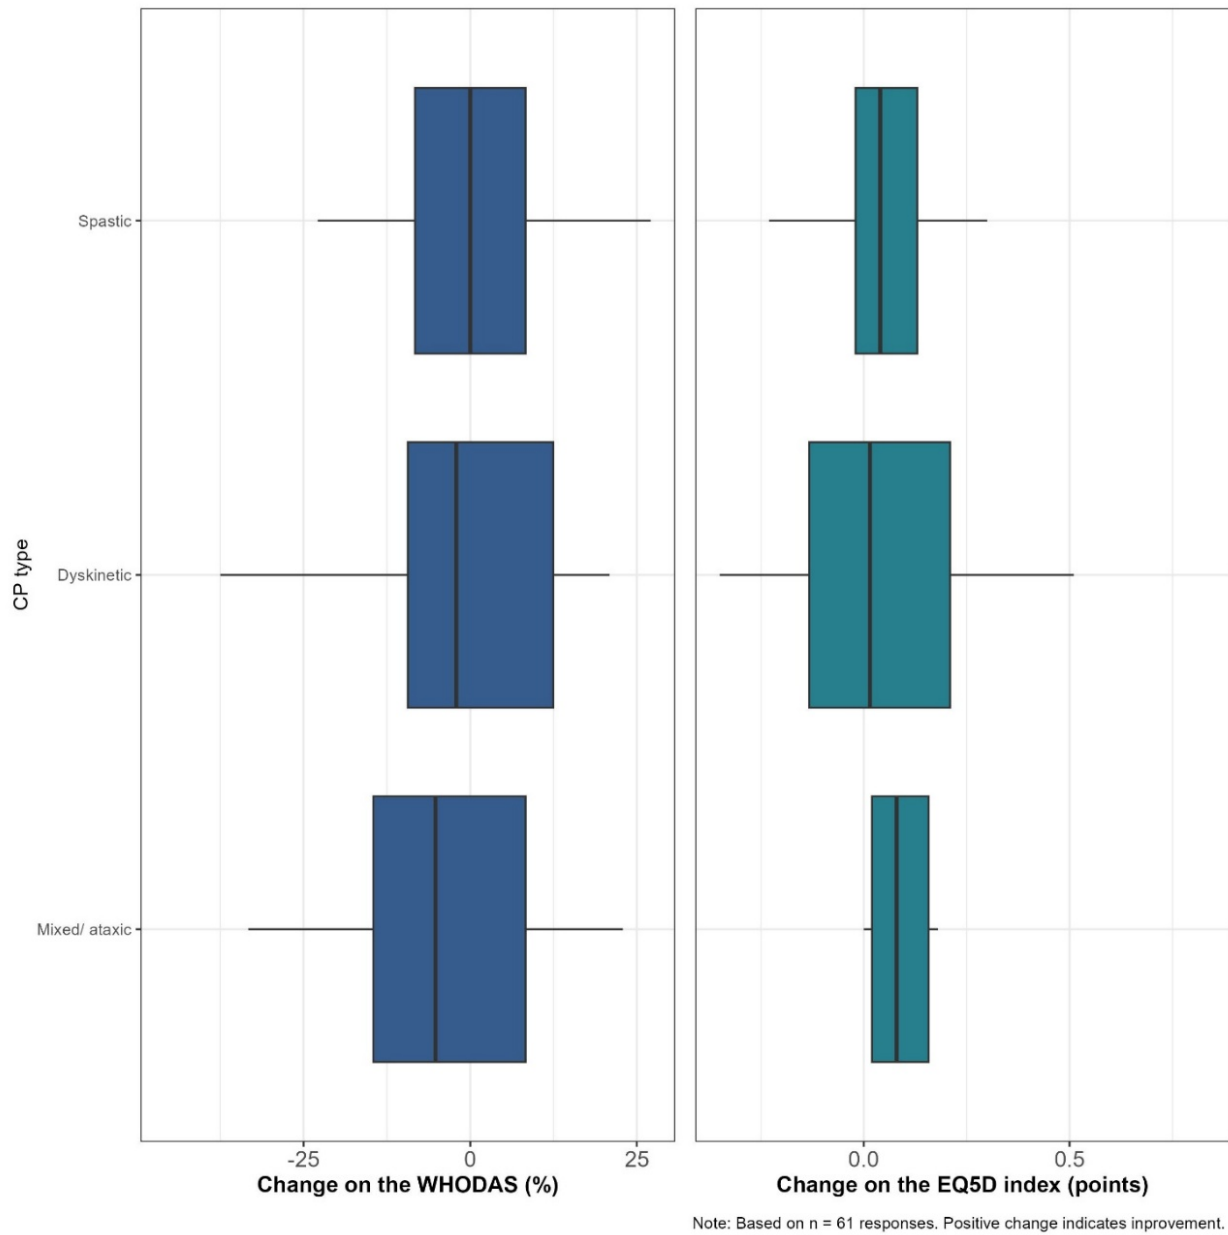 CP type
Spastic
Dyskinetic
Mixed/ ataxic
-25 0 25
Change on the WHODAS (%)
0.0 0.5
Change on the EQ5D index (points)
Note: Based on n = 61 responses. Positive change indicates inprovement.